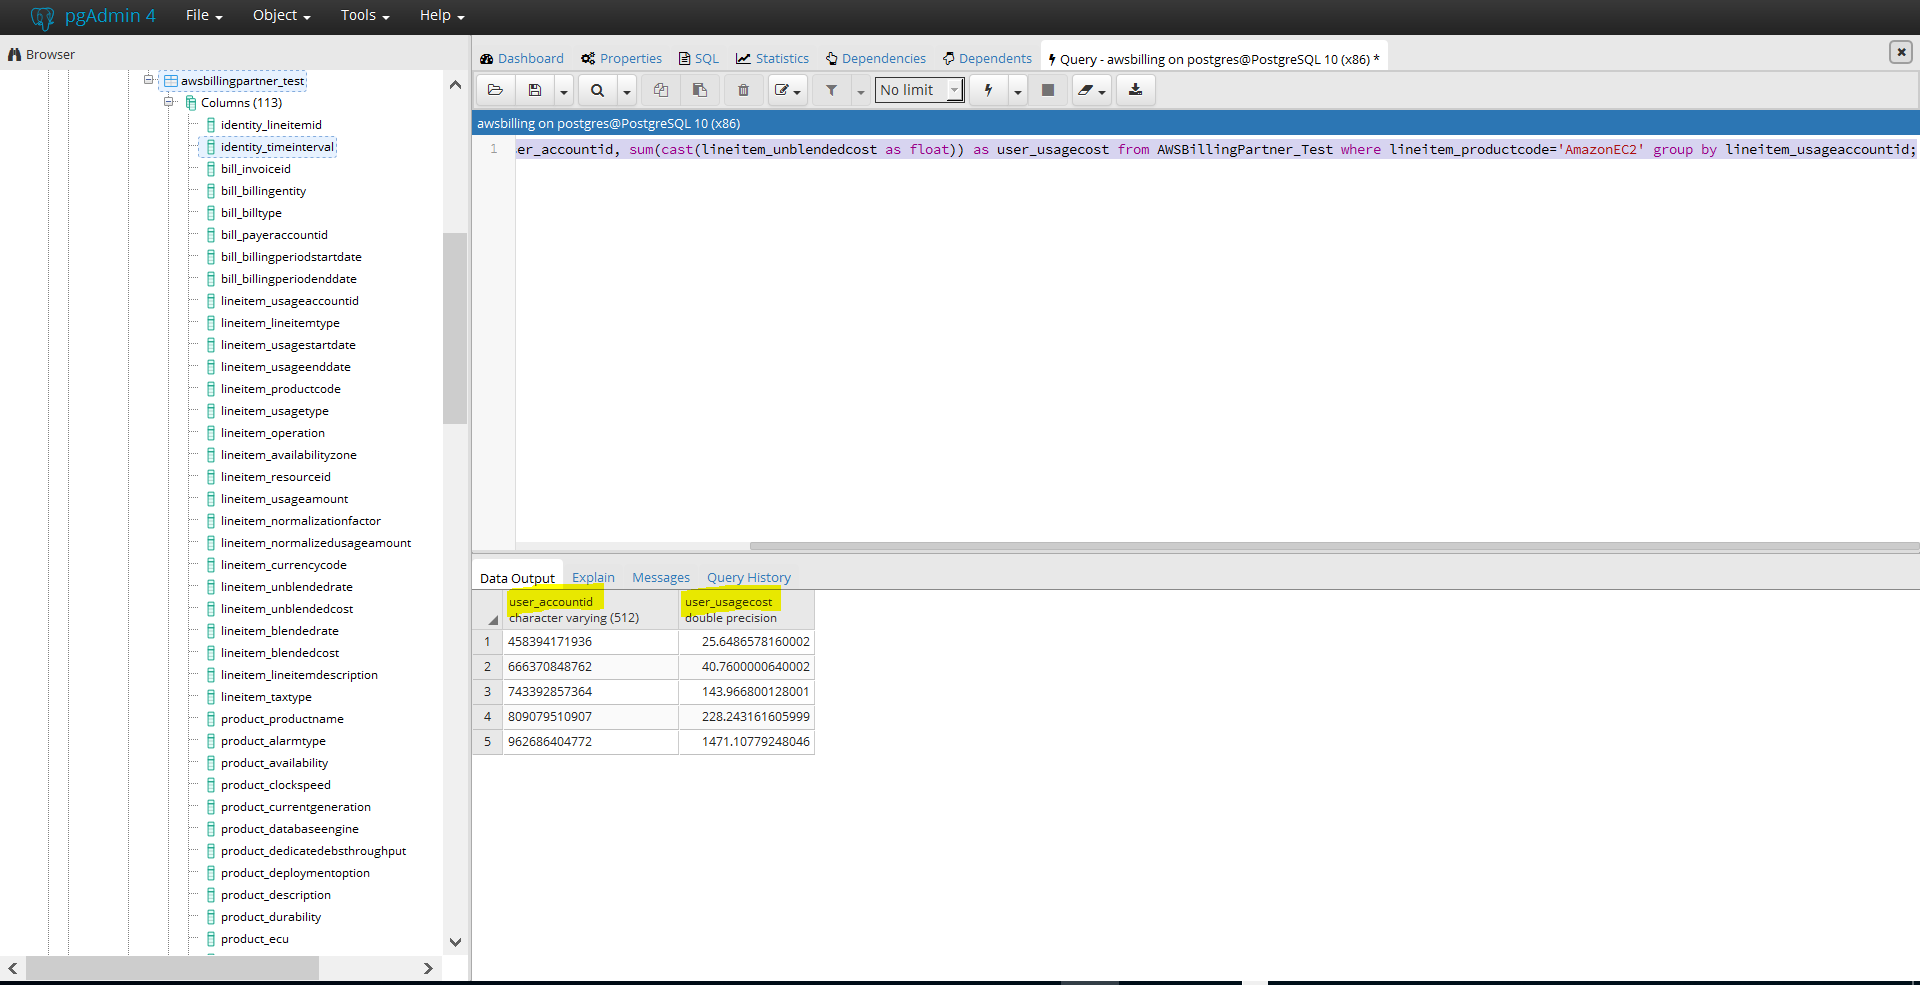 pgAdmin 4 File Object Tools Help
Browser
Dashboard Properties SQL Statistics Dependencies Dependents Query - awsbilling on postgres@PostgreSQL 10 (x86) *
No limit
awsbilling on postgres@PostgreSQL 10 (x86)
1 er_accountid, sum(cast(lineitem_unblendedcost as float)) as user_usagecost from AWSBillingPartner_Test where lineitem_productcode='AmazonEC2' group by lineitem_usageaccountid;
awsbillingpartner_test
Columns (113)
identity_lineitemid
identity_timeinterval
bill_invoiceid
bill_billingentity
bill_billtype
bill_payeraccountid
bill_billingperiodstartdate
bill_billingperiodenddate
lineitem_usageaccountid
lineitem_lineitemtype
lineitem_usagestartdate
lineitem_usageenddate
lineitem_productcode
lineitem_usagetype
lineitem_operation
lineitem_availabilityzone
lineitem_resourceid
lineitem_usageamount
lineitem_normalizationfactor
lineitem_normalizedusageamount
lineitem_currencycode
lineitem_unblendedrate
lineitem_unblendedcost
lineitem_blendedrate
lineitem_blendedcost
lineitem_lineitemdescription
lineitem_taxtype
product_productname
product_alarmtype
product_availability
product_clockspeed
product_currentgeneration
product_databaseengine
product_dedicatedebsthroughput
product_deploymentoption
product_description
product_durability
product_ecu
Data Output Explain Messages Query History
user_accountid user_usagecost
character varying (512) double precision
1 458394171936 25.6486578160002
2 666370848762 40.7600000640002
3 743392857364 143.966800128001
4 809079510907 228.243161605999
5 962686404772 1471.10779248046